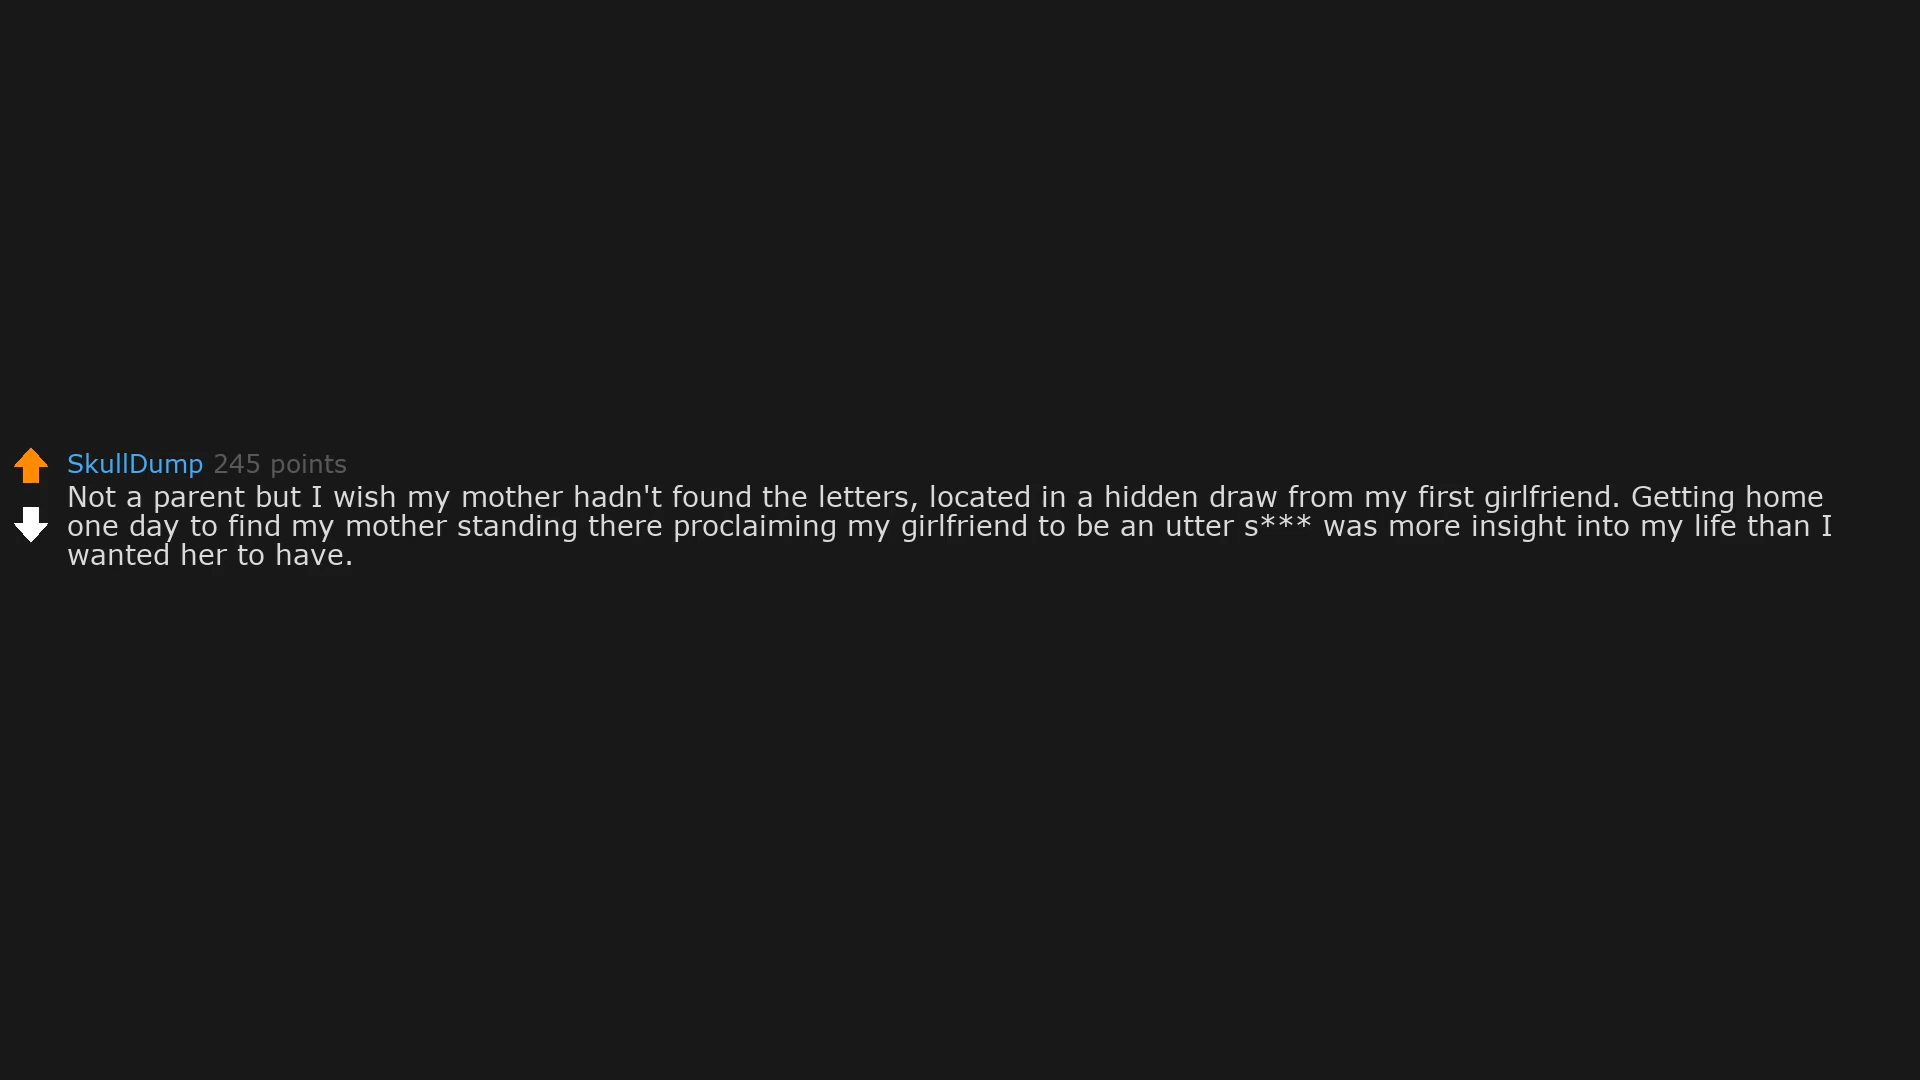 SkullDump 245 points
Not a parent but I wish my mother hadn't found the letters, located in a hidden draw from my first girlfriend. Getting home
one day to find my mother standing there proclaiming my girlfriend to be an utter s*** was more insight into my life than I
wanted her to have.